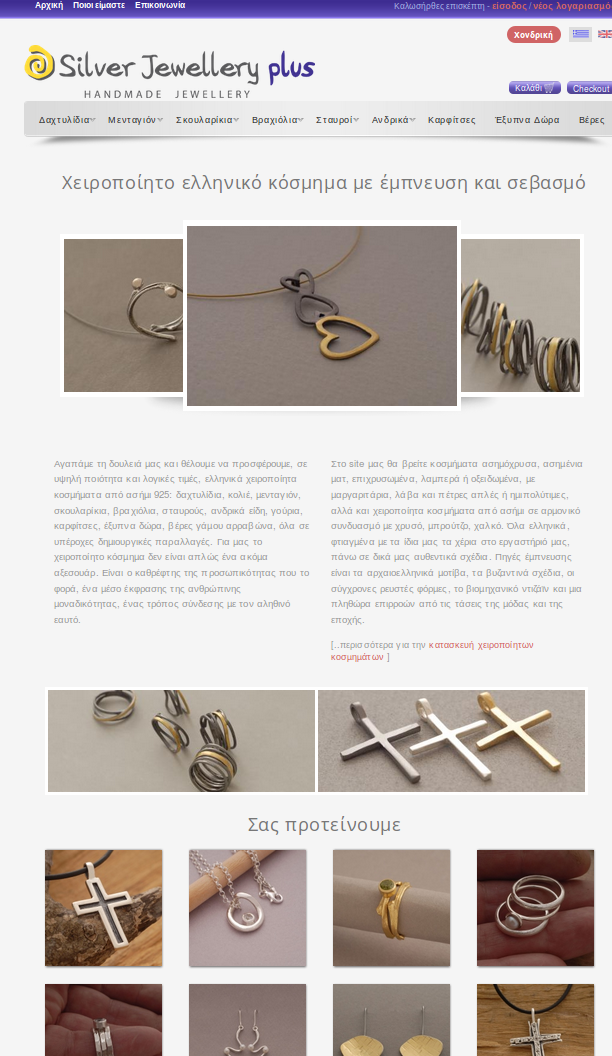 Αρχική Ποιοι είμαστε Επικοινωνία
Καλωσήρθες επισκέπτη - είσοδος / νέος λογαριασμό
Χονδρική
Silver Jewellery plus
HANDMADE JEWELLERY
Καλάθι Checkout
Δαχτυλίδια Μενταγιόν Σκουλαρίκια Βραχιόλια Σταυροί Ανδρικά Καρφίτσες Έξυπνα Δώρα Βέρες
Χειροποίητο ελληνικό κόσμημα με έμπνευση και σεβασμό
Αγαπάμε τη δουλειά μας και θέλουμε να προσφέρουμε, σε
υψηλή ποιότητα και λογικές τιμές, ελληνικά χειροποίητα
κοσμήματα από ασήμι 925: δαχτυλίδια, κολιέ, μενταγιόν,
σκουλαρίκια, βραχιόλια, σταυρούς, ανδρικά είδη, γούρια,
καρφίτσες, έξυπνα δώρα, βέρες γάμου αρραβώνα, όλα σε
υπέροχες δημιουργικές παραλλαγές. Για μας το
χειροποίητο κόσμημα δεν είναι απλώς ένα ακόμα
αξεσουάρ. Είναι ο καθρέφτης της προσωπικότητας που το
φορά, ένα μέσο έκφρασης της ανθρώπινης
μοναδικότητας, ένας τρόπος σύνδεσης με τον αληθινό
εαυτό.
Στο site μας θα βρείτε κοσμήματα ασημόχρυσα, ασημένια
ματ, επιχρυσωμένα, λαμπερά ή οξειδωμένα, με
μαργαριτάρια, λάβα και πέτρες απλές ή ημιπολύτιμες,
αλλά και χειροποίητα κοσμήματα από ασήμι σε αρμονικό
συνδυασμό με χρυσό, μπρούτζο, χαλκό. Όλα ελληνικά,
φτιαγμένα με τα ίδια μας τα χέρια στο εργαστήριό μας,
πάνω σε δικά μας αυθεντικά σχέδια. Πηγές έμπνευσης
είναι τα αρχαιοελληνικά μοτίβα, τα βυζαντινά σχέδια, οι
σύγχρονες ρευστές φόρμες, το βιομηχανικό ντιζάϊν και μια
πληθώρα επιρροών από τις τάσεις της μόδας και της
εποχής.
[...περισσότερα για την κατασκευή χειροποίητων
κοσμημάτων ]
Σας προτείνουμε